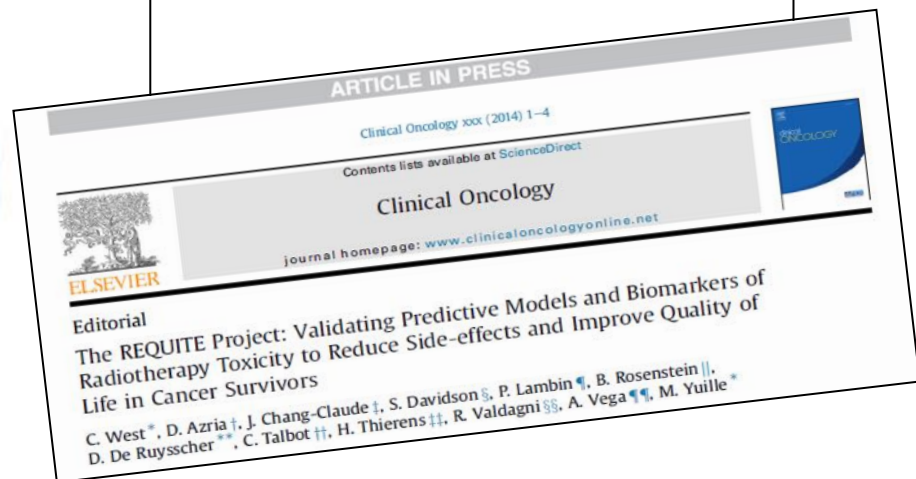 ARTICLE IN PRESS
Clinical Oncology xxx (2014) 1–4
Contents lists available at ScienceDirect
Clinical Oncology
journal homepage: www.clinicaloncologyonline.net
clinical
ONCOLOGY
ELSEVIER
Editorial
The REQUITE Project: Validating Predictive Models and Biomarkers of
Radiotherapy Toxicity to Reduce Side-effects and Improve Quality of
Life in Cancer Survivors
C. West *, D. Azria †, J. Chang-Claude ‡, S. Davidson §, P. Lambin ¶, B. Rosenstein ||,
D. De Ruysscher **, C. Talbot ††, H. Thierens ‡‡, R. Valdagni §§, A. Vega ¶¶, M. Yuille *